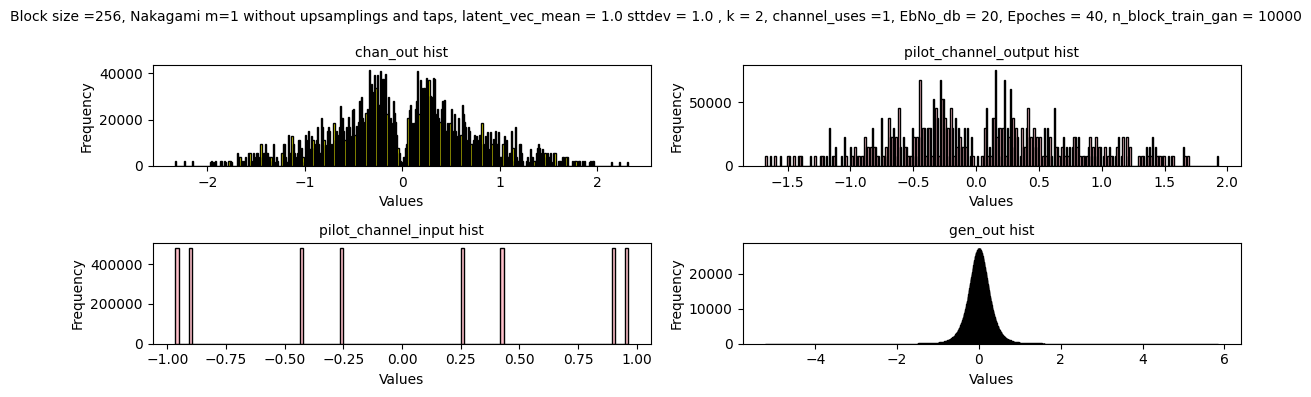 Block size =256, Nakagami m=1 without upsamplings and taps, latent_vec_mean = 1.0 sttdev = 1.0 , k = 2, channel_uses =1, EbNo_db = 20, Epoches = 40, n_block_train_gan = 10000
chan_out hist
Frequency
40000
20000
0
−2 −1 0 1 2
Values
pilot_channel_output hist
Frequency
50000
0
−1.5 −1.0 −0.5 0.0 0.5 1.0 1.5 2.0
Values
pilot_channel_input hist
Frequency
400000
200000
0
−1.00 −0.75 −0.50 −0.25 0.00 0.25 0.50 0.75 1.00
Values
gen_out hist
Frequency
20000
10000
0
−4 −2 0 2 4 6
Values